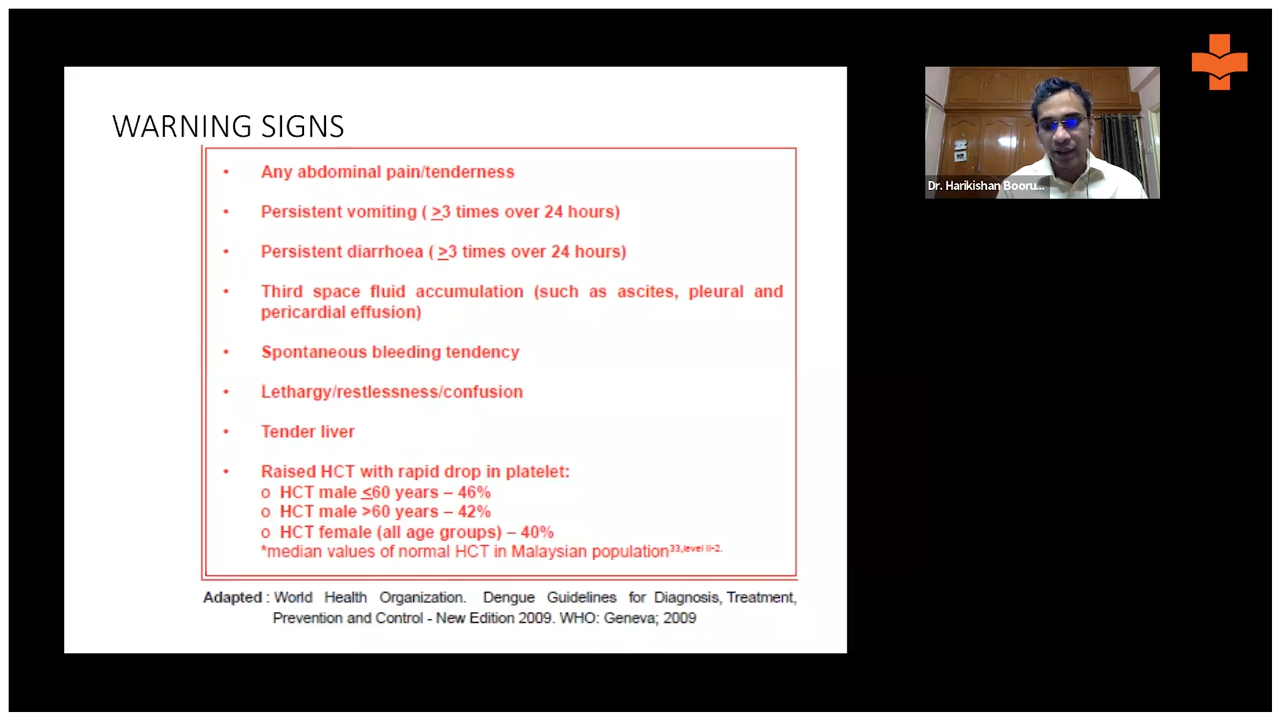 WARNING SIGNS
• Any abdominal pain/tenderness
• Persistent vomiting ( ≥3 times over 24 hours)
• Persistent diarrhoea ( ≥3 times over 24 hours)
• Third space fluid accumulation (such as ascites, pleural and
pericardial effusion)
• Spontaneous bleeding tendency
• Lethargy/restlessness/confusion
• Tender liver
• Raised HCT with rapid drop in platelet:
o HCT male ≤60 years – 46%
o HCT male >60 years – 42%
o HCT female (all age groups) – 40%
*median values of normal HCT in Malaysian population33,level II-2.
Adapted : World Health Organization. Dengue Guidelines for Diagnosis, Treatment,
Prevention and Control - New Edition 2009. WHO: Geneva; 2009
Dr. Harikishan Booru...